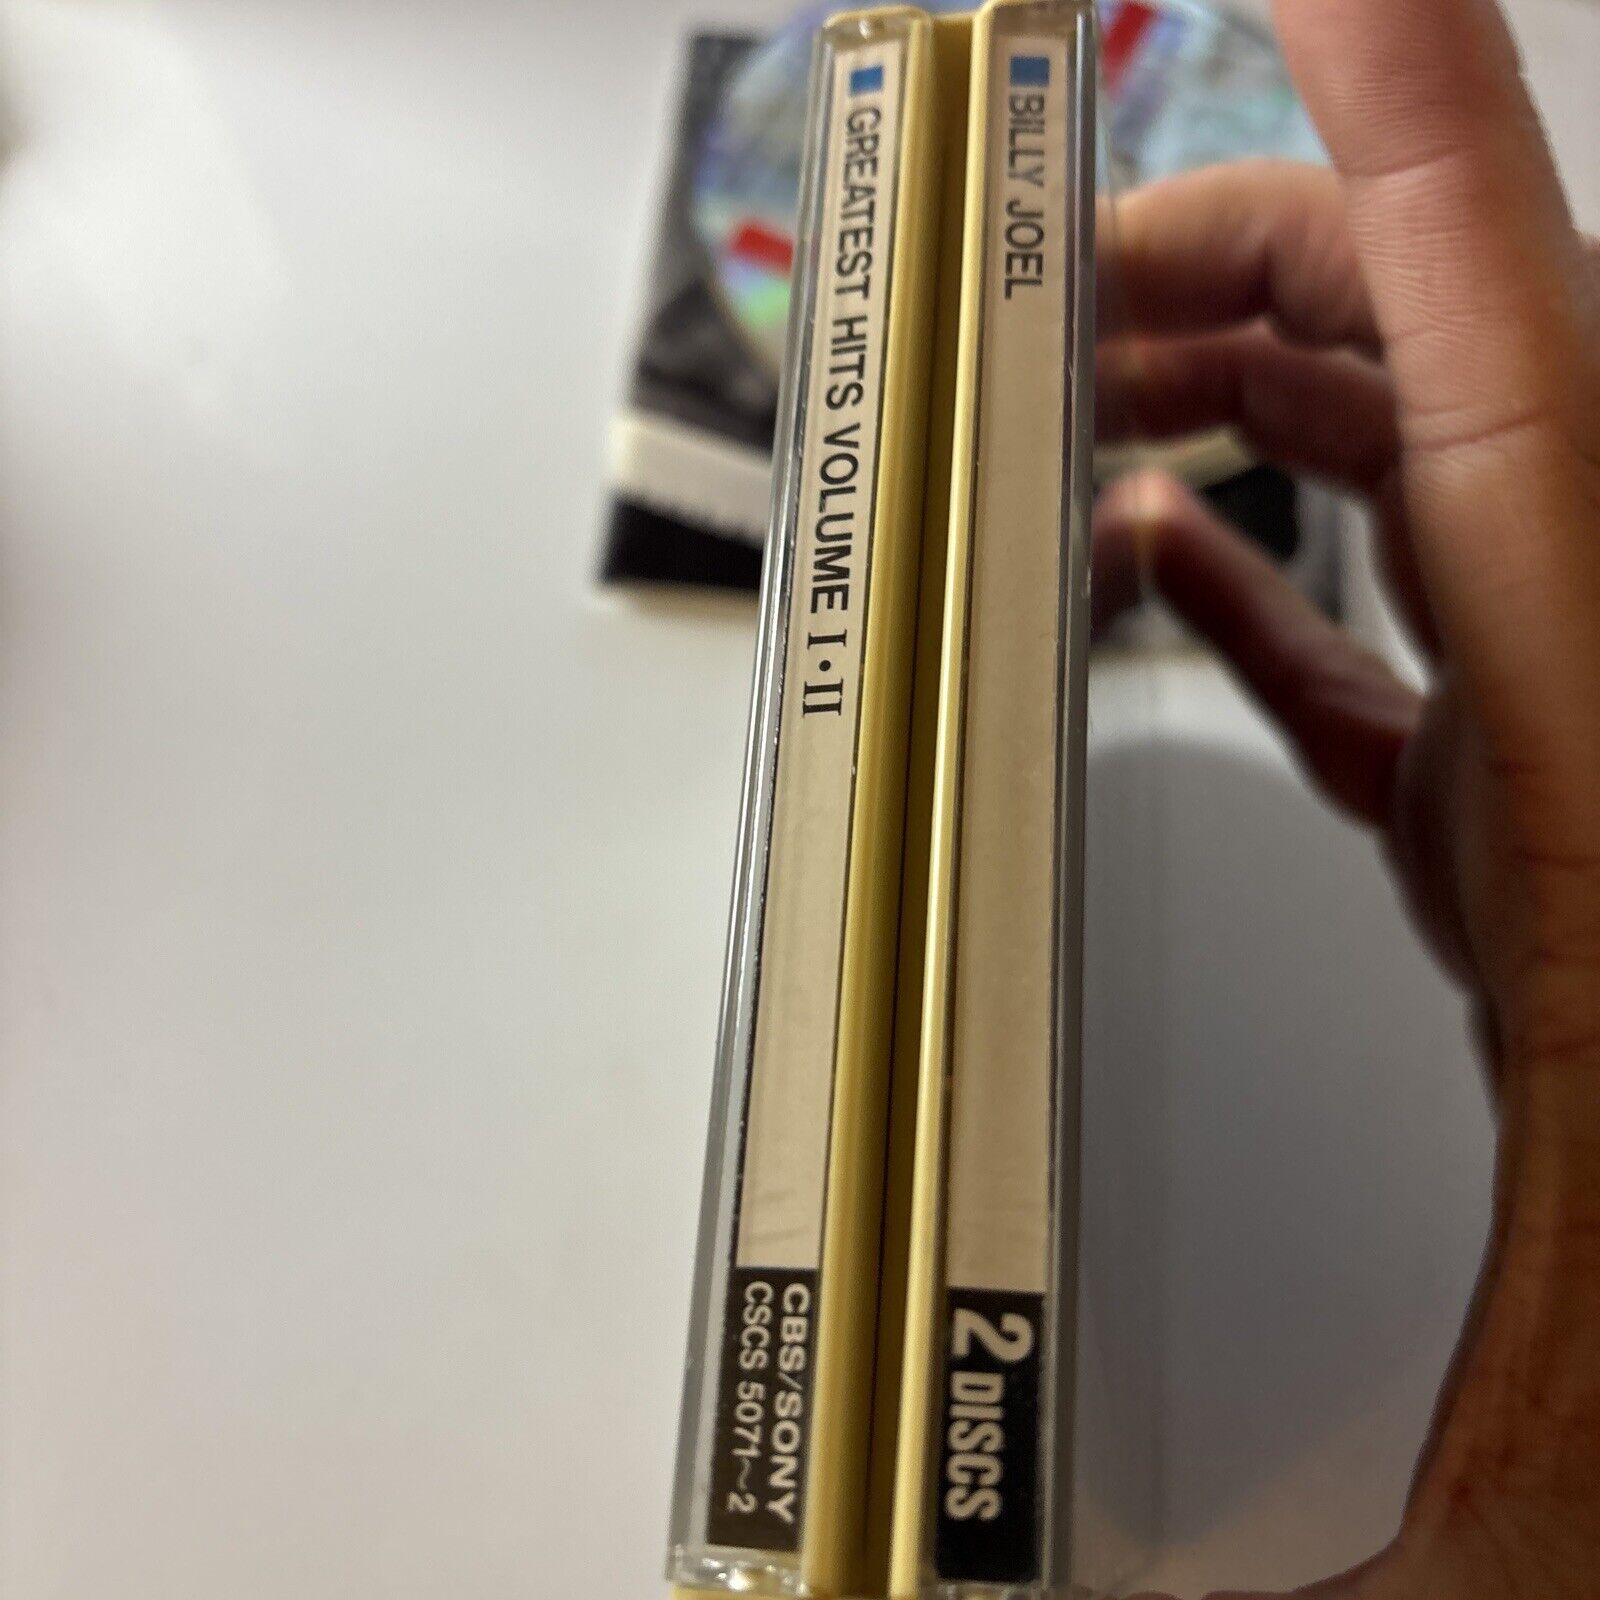 BILLY JOEL
2 DISCS
GREATEST HITS VOLUME I・II
CBS/SONY
CSCS 5071~2